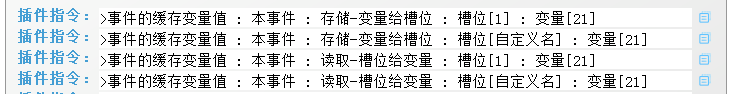 插件指令：>事件的缓存变量值 : 本事件 : 存储-变量给槽位 : 槽位[1] : 变量[21]
插件指令：>事件的缓存变量值 : 本事件 : 存储-变量给槽位 : 槽位[自定义名] : 变量[21]
插件指令：>事件的缓存变量值 : 本事件 : 读取-槽位给变量 : 槽位[1] : 变量[21]
插件指令：>事件的缓存变量值 : 本事件 : 读取-槽位给变量 : 槽位[自定义名] : 变量[21]